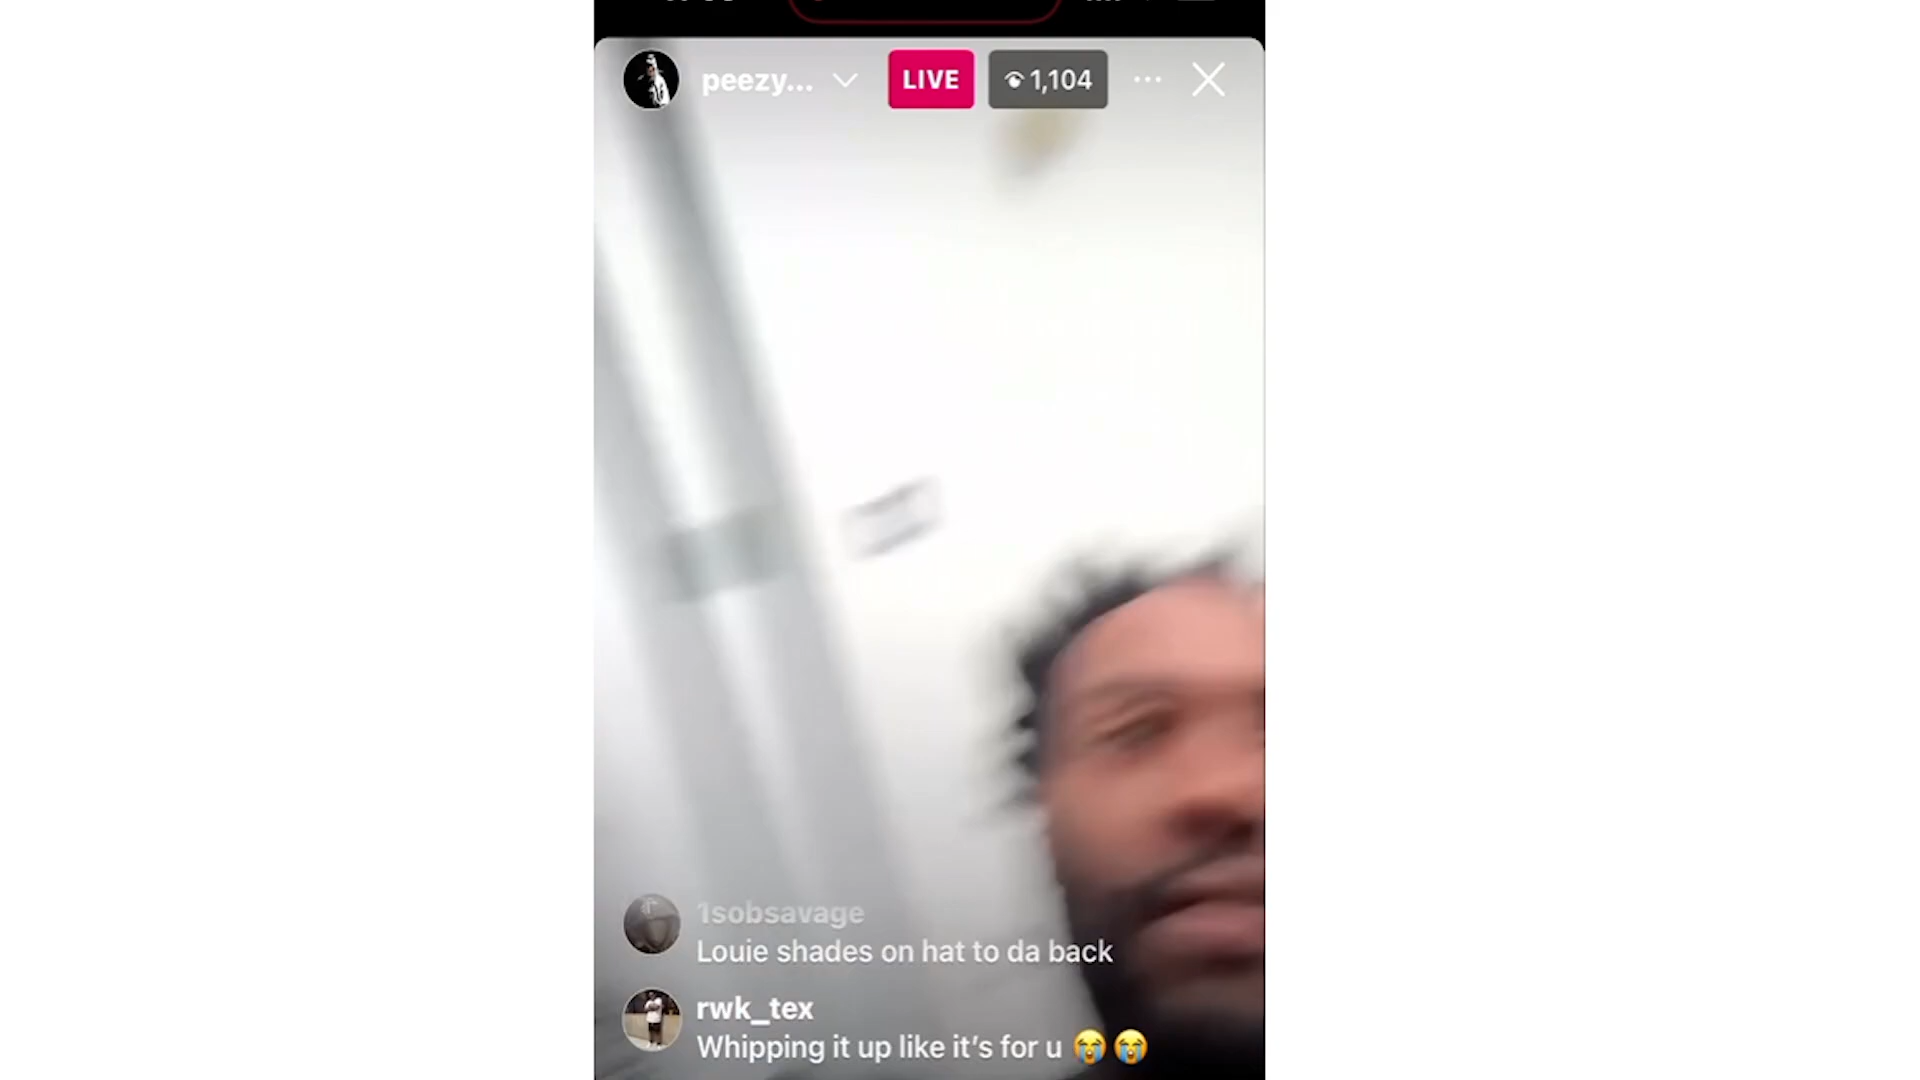 peezy...
LIVE
1,104
1sobsavage
Louie shades on hat to da back
rwk_tex
Whipping it up like it's for u 😭 😭